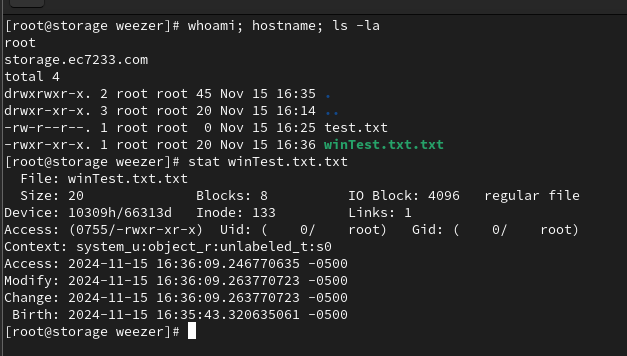 [root@storage weezer]# whoami; hostname; ls -la
root
storage.ec7233.com
total 4
drwxrwxr-x. 2 root root 45 Nov 15 16:35 .
drwxr-xr-x. 3 root root 20 Nov 15 16:14 ..
-rw-r--r--. 1 root root  0 Nov 15 16:25 test.txt
-rwxr-xr-x. 1 root root 20 Nov 15 16:36 winTest.txt.txt
[root@storage weezer]# stat winTest.txt.txt
  File: winTest.txt.txt
  Size: 20              Blocks: 8          IO Block: 4096   regular file
Device: 10309h/66313d   Inode: 133         Links: 1
Access: (0755/-rwxr-xr-x)  Uid: (    0/    root)   Gid: (    0/    root)
Context: system_u:object_r:unlabeled_t:s0
Access: 2024-11-15 16:36:09.246770635 -0500
Modify: 2024-11-15 16:36:09.263770723 -0500
Change: 2024-11-15 16:36:09.263770723 -0500
 Birth: 2024-11-15 16:35:43.320635061 -0500
[root@storage weezer]#